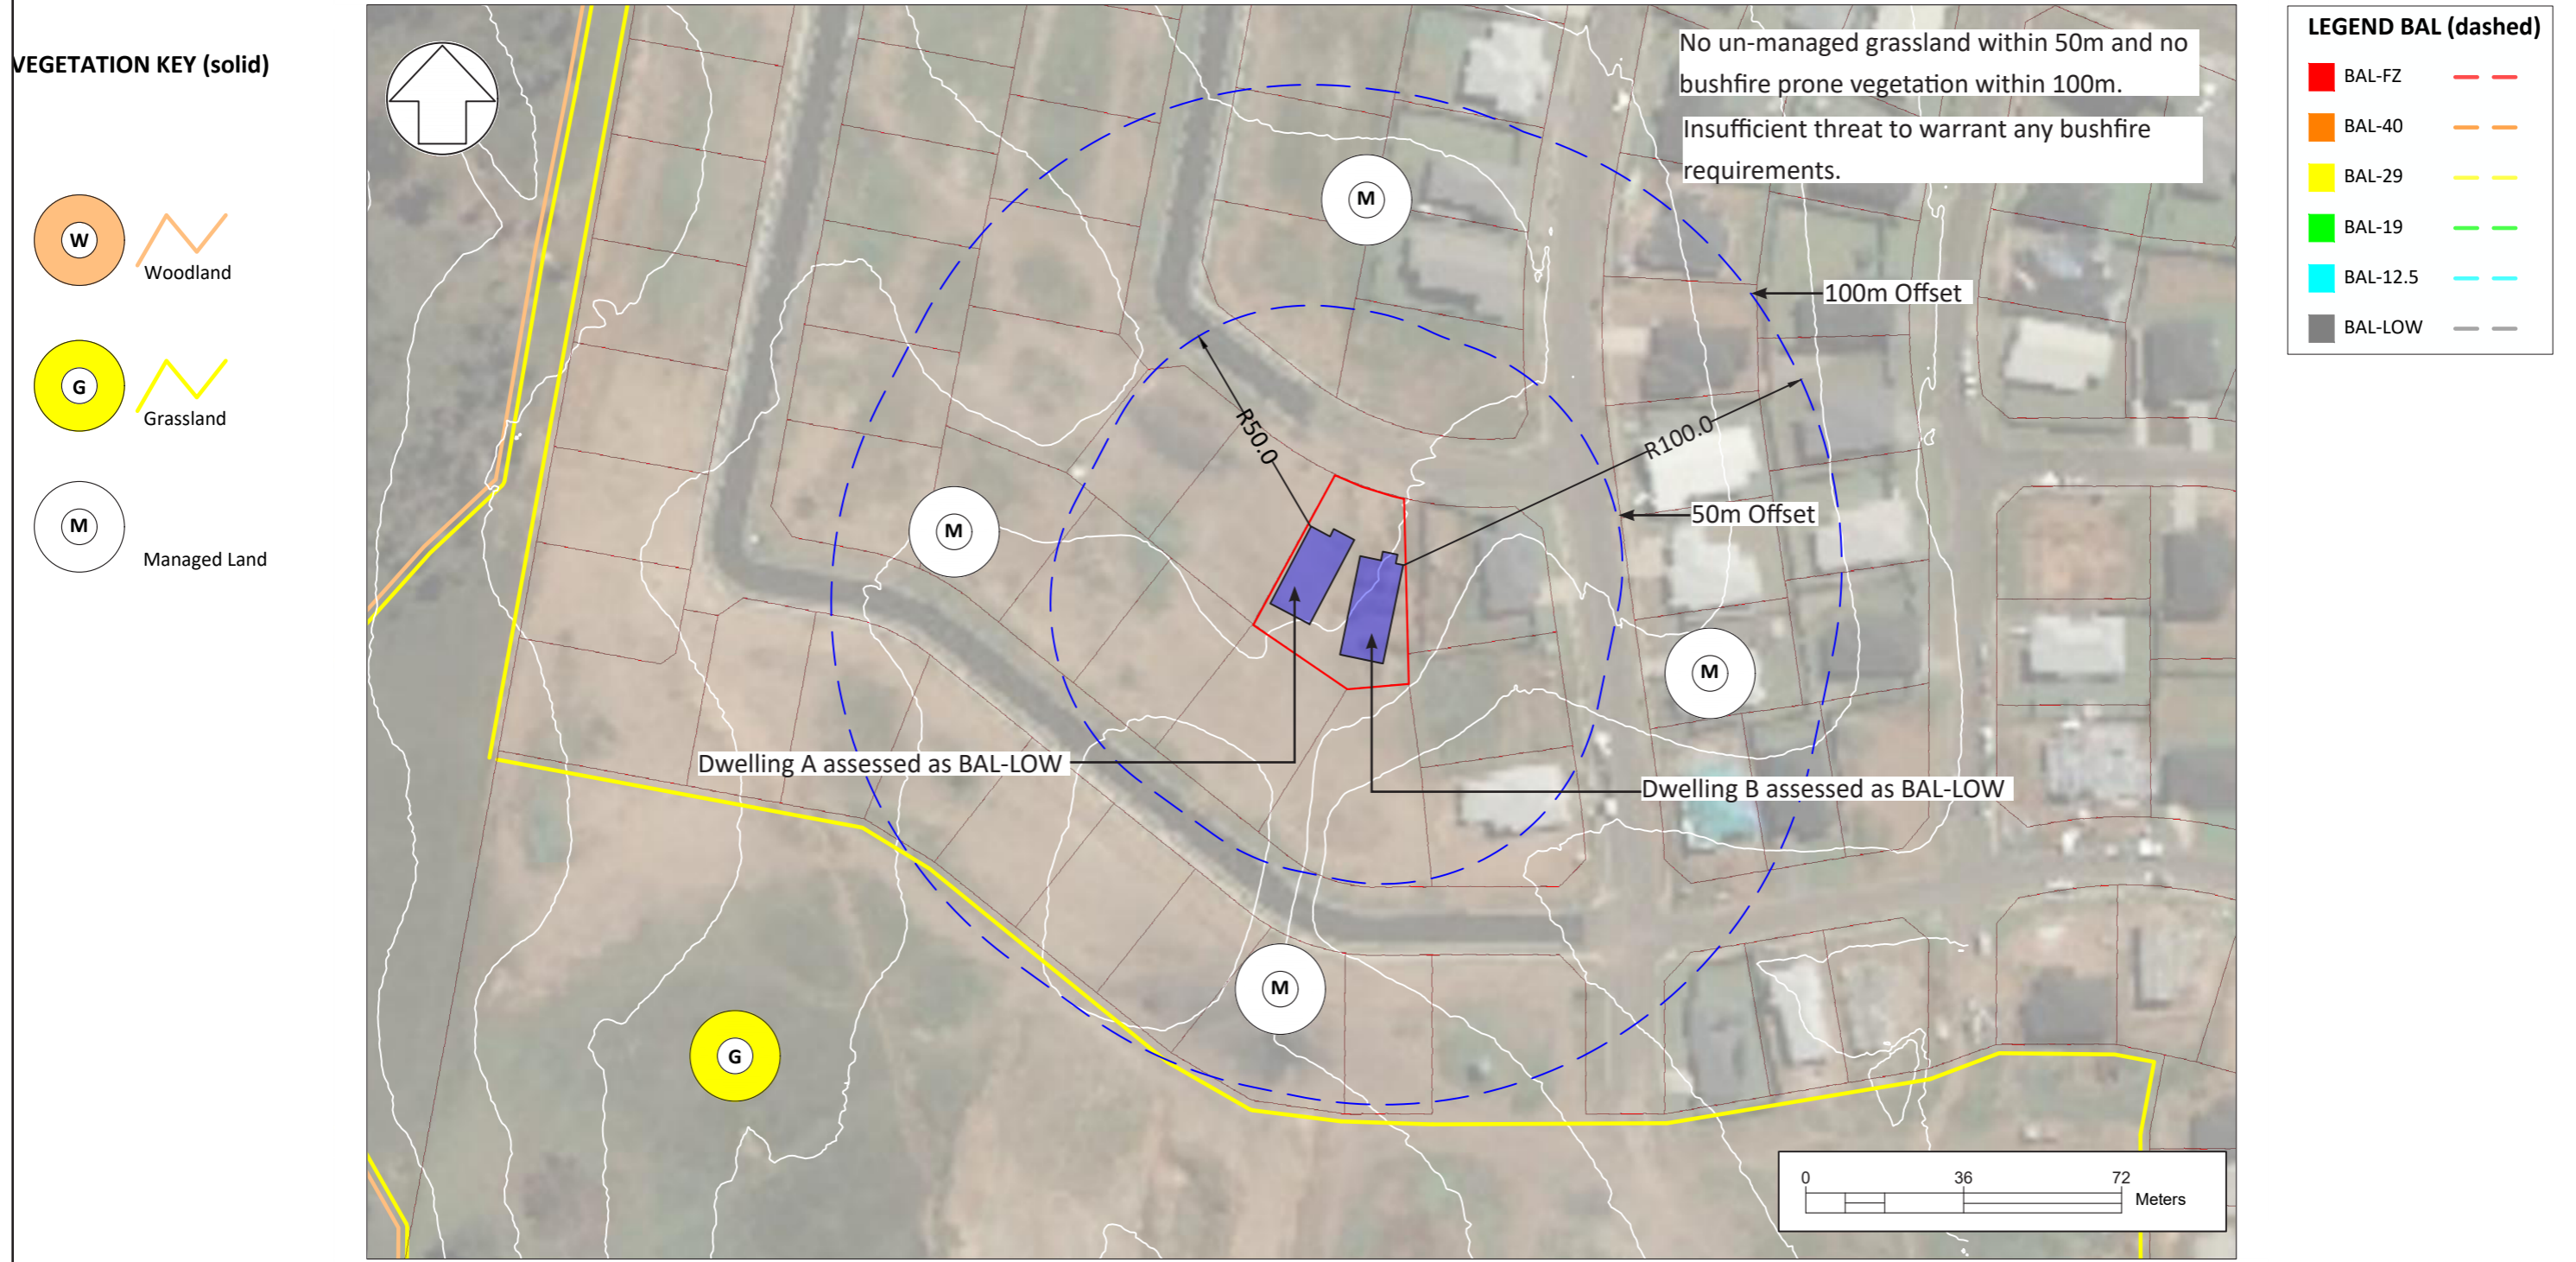 VEGETATION KEY (solid)
W
Woodland
G
Grassland
M
Managed Land
No un-managed grassland within 50m and no
bushfire prone vegetation within 100m.
Insufficient threat to warrant any bushfire
requirements.
M
100m Offset
R50.0
R100.0
M
50m Offset
M
Dwelling A assessed as BAL-LOW
Dwelling B assessed as BAL-LOW
M
G
0 36 72
Meters
LEGEND BAL (dashed)
BAL-FZ
BAL-40
BAL-29
BAL-19
BAL-12.5
BAL-LOW